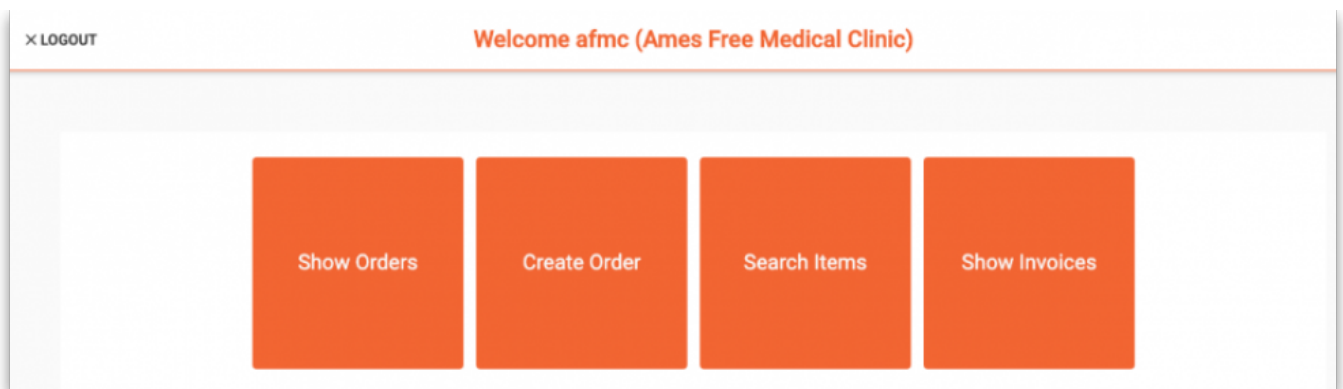 × LOGOUT
Welcome afmc (Ames Free Medical Clinic)
Show Orders
Create Order
Search Items
Show Invoices